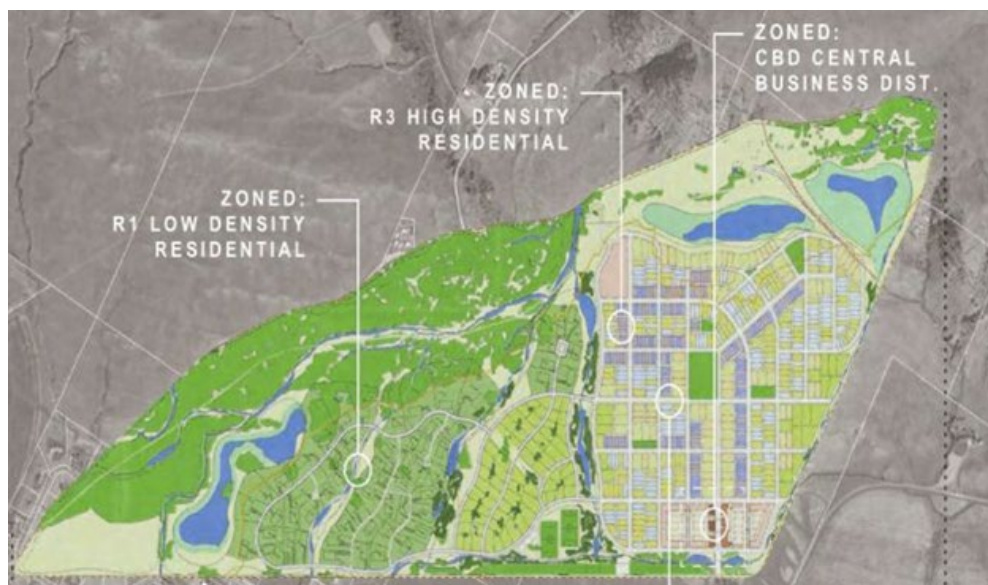 ZONED:
CBD CENTRAL
BUSINESS DIST.
ZONED:
R3 HIGH DENSITY
RESIDENTIAL
ZONED:
R1 LOW DENSITY
RESIDENTIAL